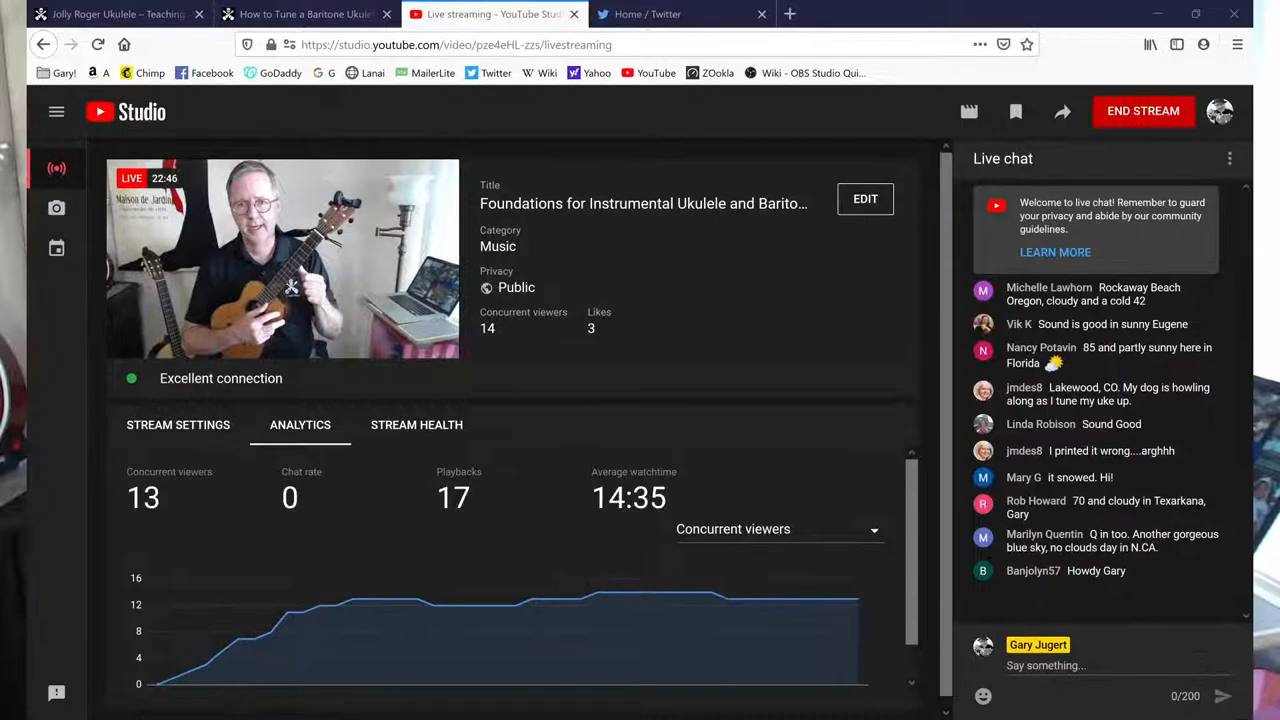 Jolly Roger Ukulele – Teaching
How to Tune a Baritone Ukulel
Live streaming - YouTube Stud
Home / Twitter
https://studio.youtube.com/video/pze4eHL-zzs/livestreaming
Gary!
A
Chimp
Facebook
GoDaddy
G
Lanai
MailerLite
Twitter
Wiki
Yahoo
YouTube
ZOokla
Wiki - OBS Studio Qui...
Studio
END STREAM
LIVE 22:46
Maison de Jardin
Title
Foundations for Instrumental Ukulele and Barito...
EDIT
Category
Music
Privacy
Public
Concurrent viewers
14
Likes
3
Excellent connection
STREAM SETTINGS
ANALYTICS
STREAM HEALTH
Concurrent viewers
13
Chat rate
0
Playbacks
17
Average watchtime
14:35
Concurrent viewers
16
12
8
4
0
Live chat
Welcome to live chat! Remember to guard
your privacy and abide by our community
guidelines.
LEARN MORE
M
Michelle Lawhorn Rockaway Beach
Oregon, cloudy and a cold 42
Vik K Sound is good in sunny Eugene
N
Nancy Potavin 85 and partly sunny here in
Florida
jmdes8 Lakewood, CO. My dog is howling
along as I tune my uke up.
Linda Robison Sound Good
jmdes8 I printed it wrong....arghhh
M
Mary G it snowed. Hi!
R
Rob Howard 70 and cloudy in Texarkana,
Gary
M
Marilyn Quentin Q in too. Another gorgeous
blue sky, no clouds day in N.CA.
B
Banjolyn57 Howdy Gary
Gary Jugert
Say something...
0/200